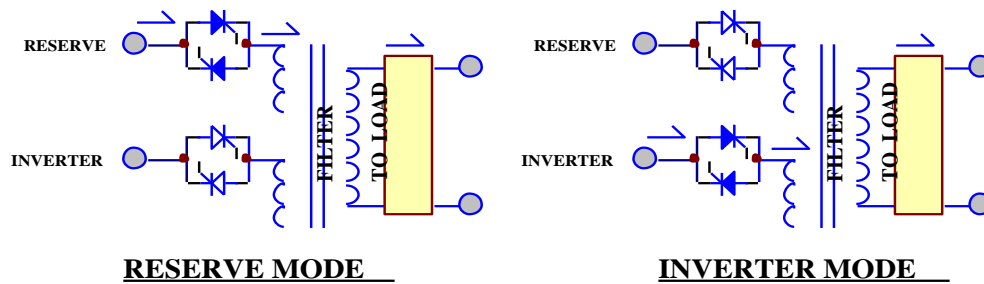 RESERVE
INVERTER
FILTER
TO LOAD
RESERVE MODE
RESERVE
INVERTER
FILTER
TO LOAD
INVERTER MODE